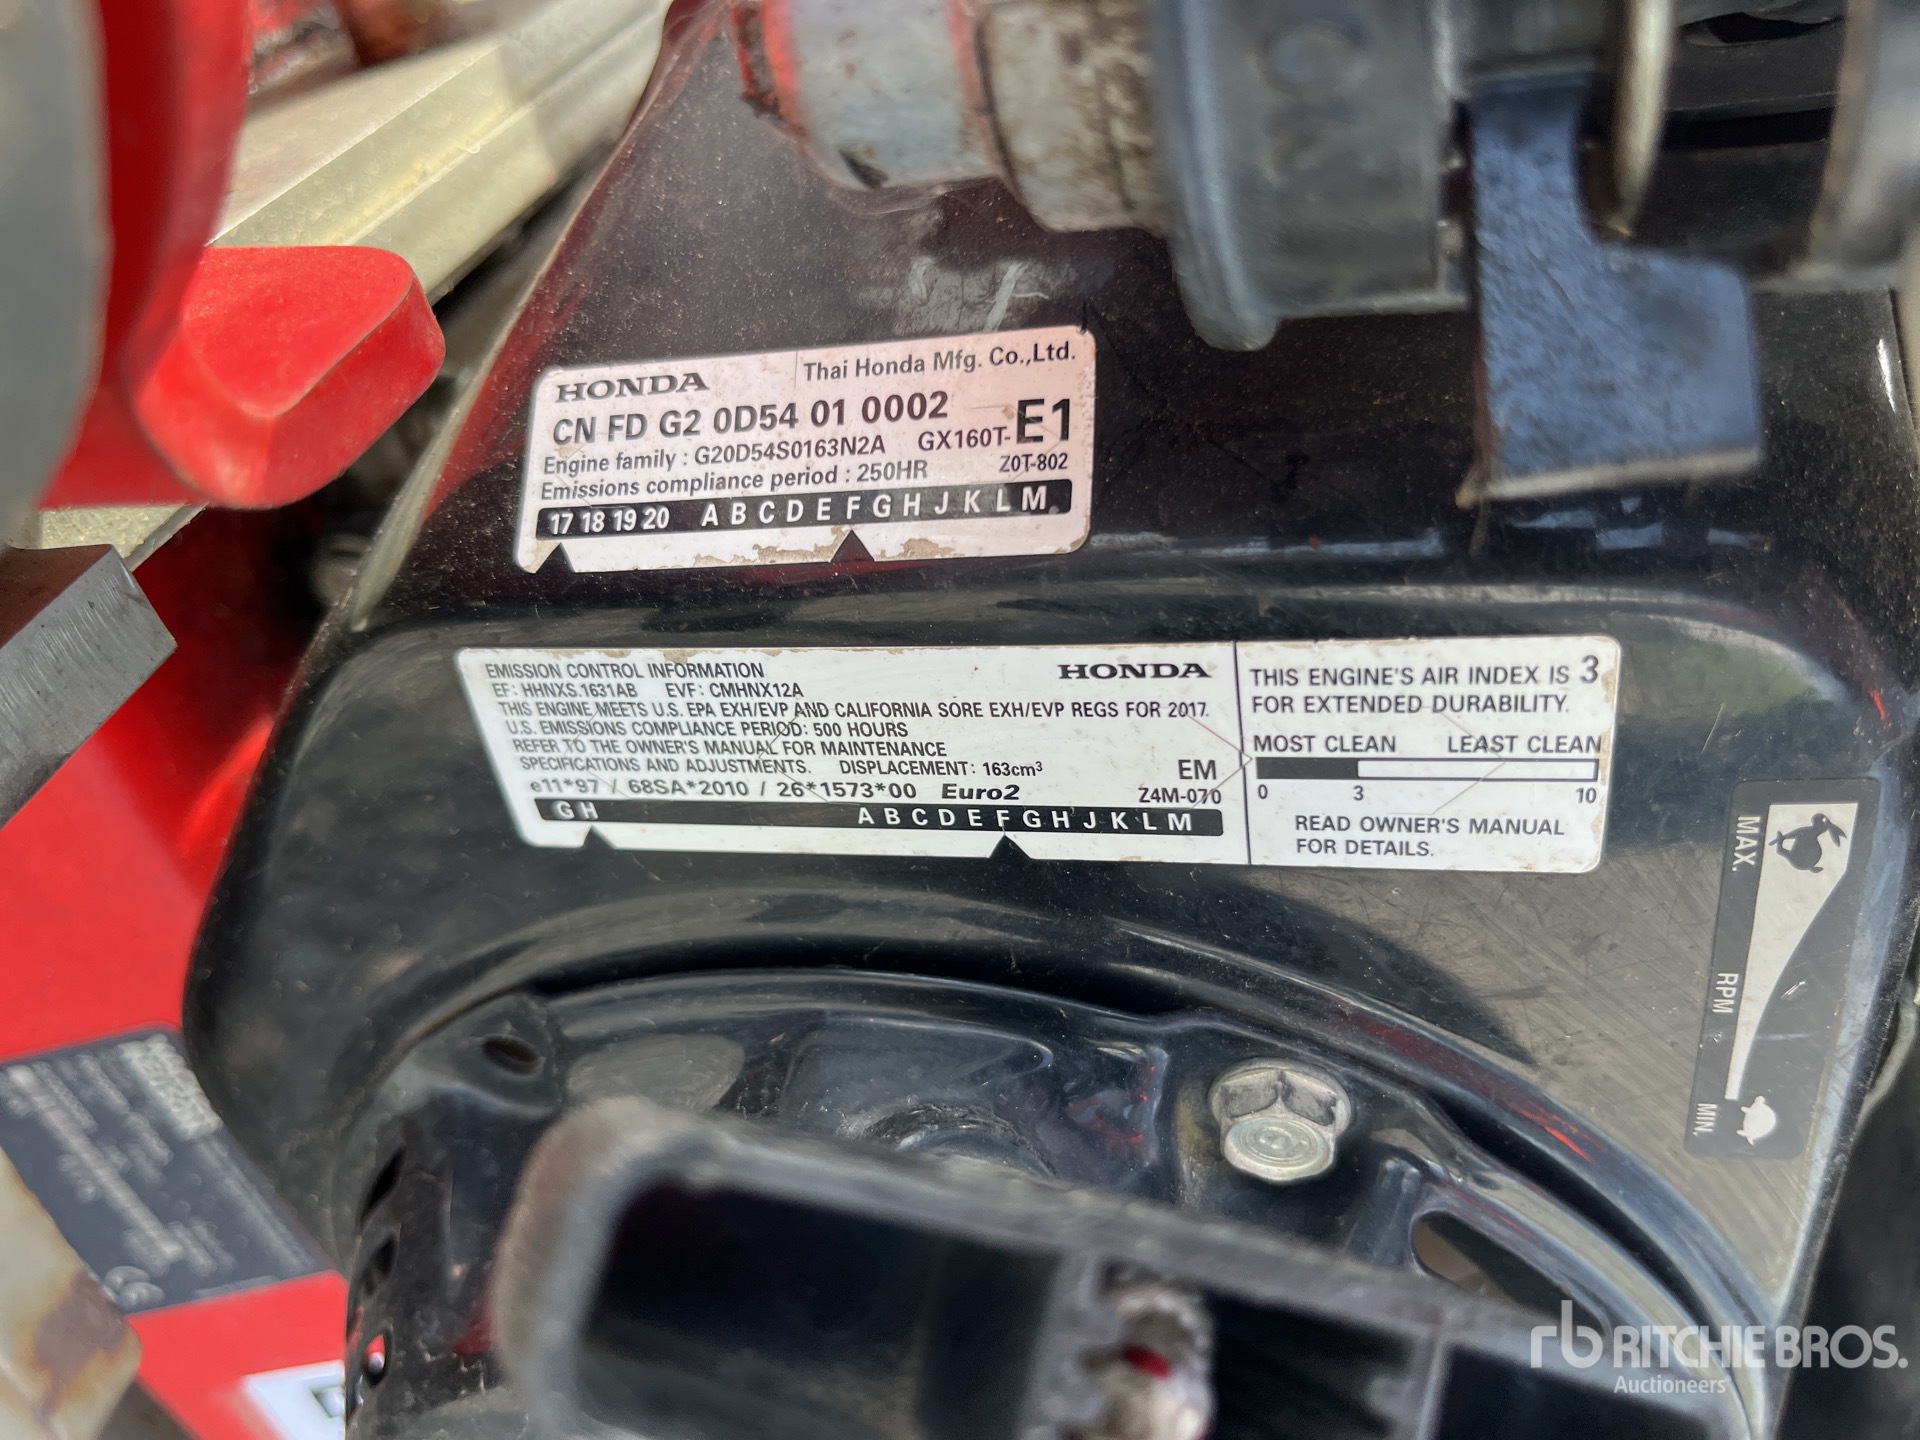 HONDA Thai Honda Mfg. Co.,Ltd.
CN FD G2 0D54 01 0002
Engine family : G20D54S0163N2A GX160T-E1
Emissions compliance period : 250HR Z0T-802
17 18 19 20 A B C D E F G H J K L M
EMISSION CONTROL INFORMATION HONDA
EF: HHNXS.1631AB EVF: CMHNX12A
THIS ENGINE MEETS U.S. EPA EXH/EVP AND CALIFORNIA SORE EXH/EVP REGS FOR 2017.
U.S. EMISSIONS COMPLIANCE PERIOD: 500 HOURS
REFER TO THE OWNER'S MANUAL FOR MAINTENANCE
SPECIFICATIONS AND ADJUSTMENTS. DISPLACEMENT: 163cm³ EM
e11*97 / 68SA*2010 / 26*1573*00 Euro2 Z4M-070
G H A B C D E F G H J K L M
THIS ENGINE'S AIR INDEX IS 3
FOR EXTENDED DURABILITY.
MOST CLEAN LEAST CLEAN
0 3 10
READ OWNER'S MANUAL
FOR DETAILS.
MAX.
RPM
MIN.
CE
rb RITCHIE BROS.
Auctioneers